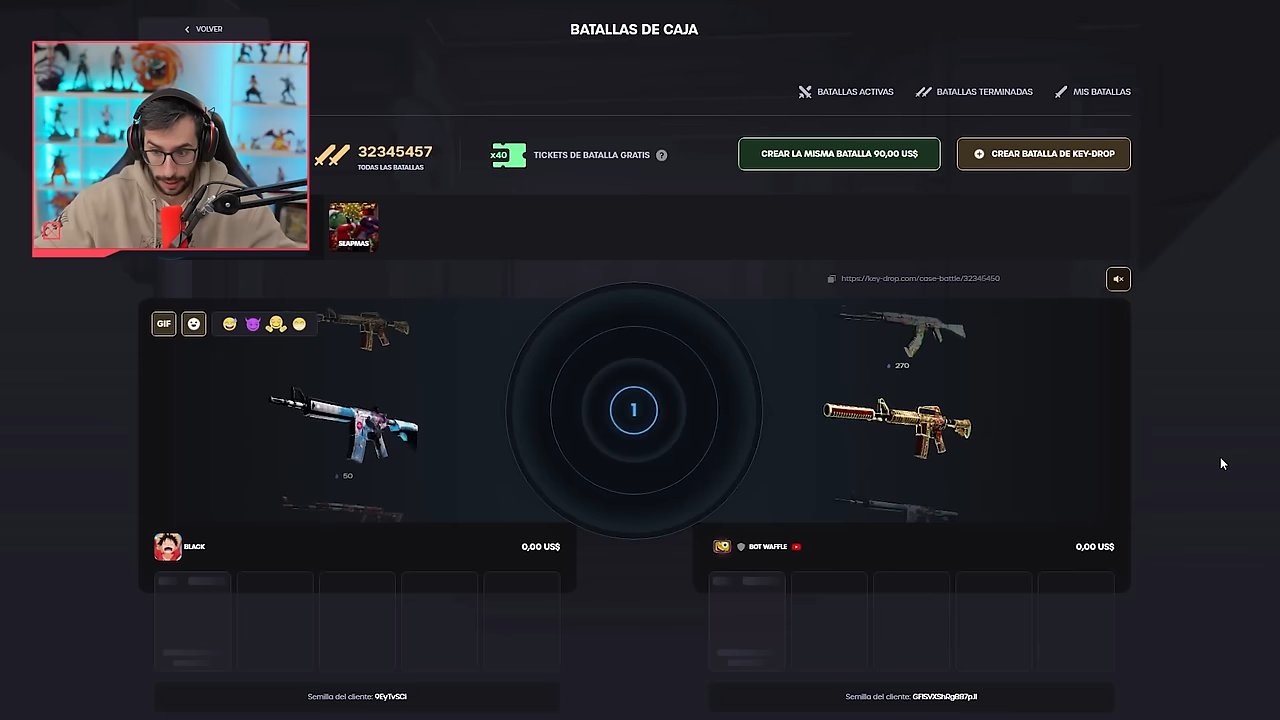 VOLVER
BATALLAS DE CAJA
BATALLAS ACTIVAS
BATALLAS TERMINADAS
MIS BATALLAS
32345457
TODAS LAS BATALLAS
x40
TICKETS DE BATALLA GRATIS ?
CREAR LA MISMA BATALLA 90,00 US$
CREAR BATALLA DE KEY-DROP
SLAPMAS
https://key-drop.com/case-battle/32345450
GIF
270
1
50
BLACK
0,00 US$
BOT WAFFLE
0,00 US$
Semilla del cliente: 9EyTvSCi
Semilla del cliente: